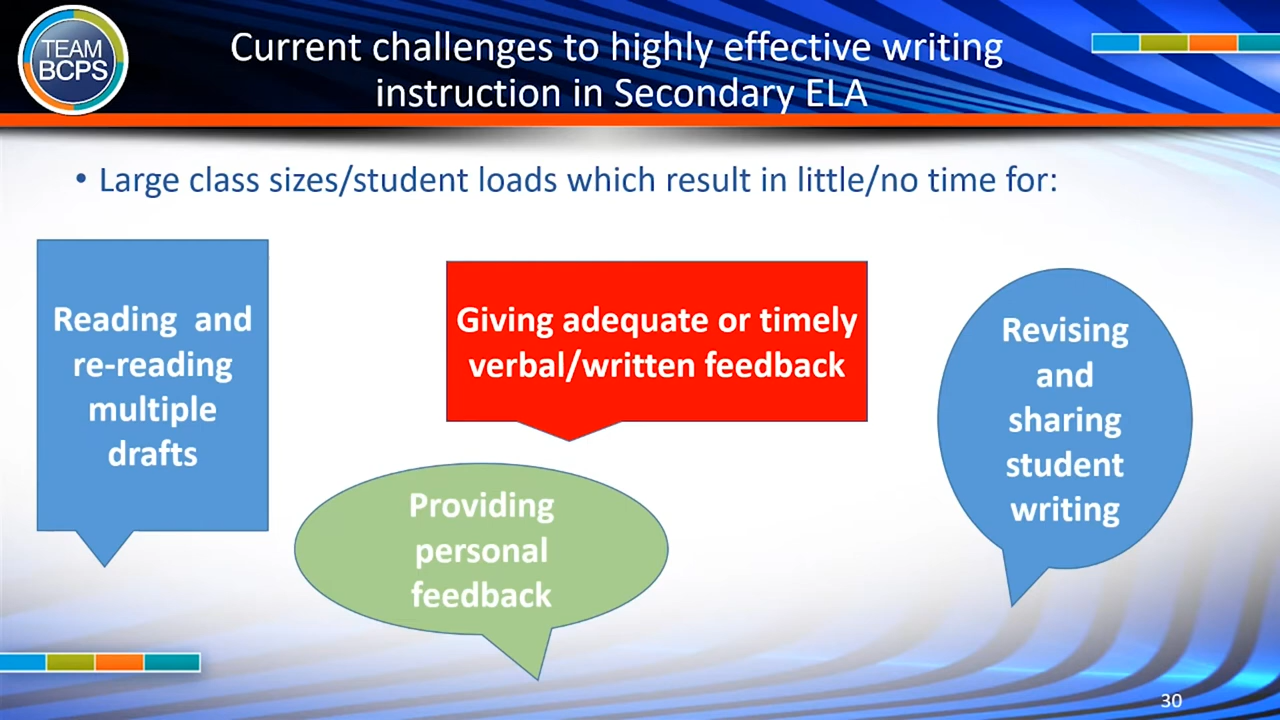 TEAM
BCPS
Current challenges to highly effective writing
instruction in Secondary ELA
• Large class sizes/student loads which result in little/no time for:
Reading and
re-reading
multiple
drafts
Giving adequate or timely
verbal/written feedback
Providing
personal
feedback
Revising
and
sharing
student
writing
30